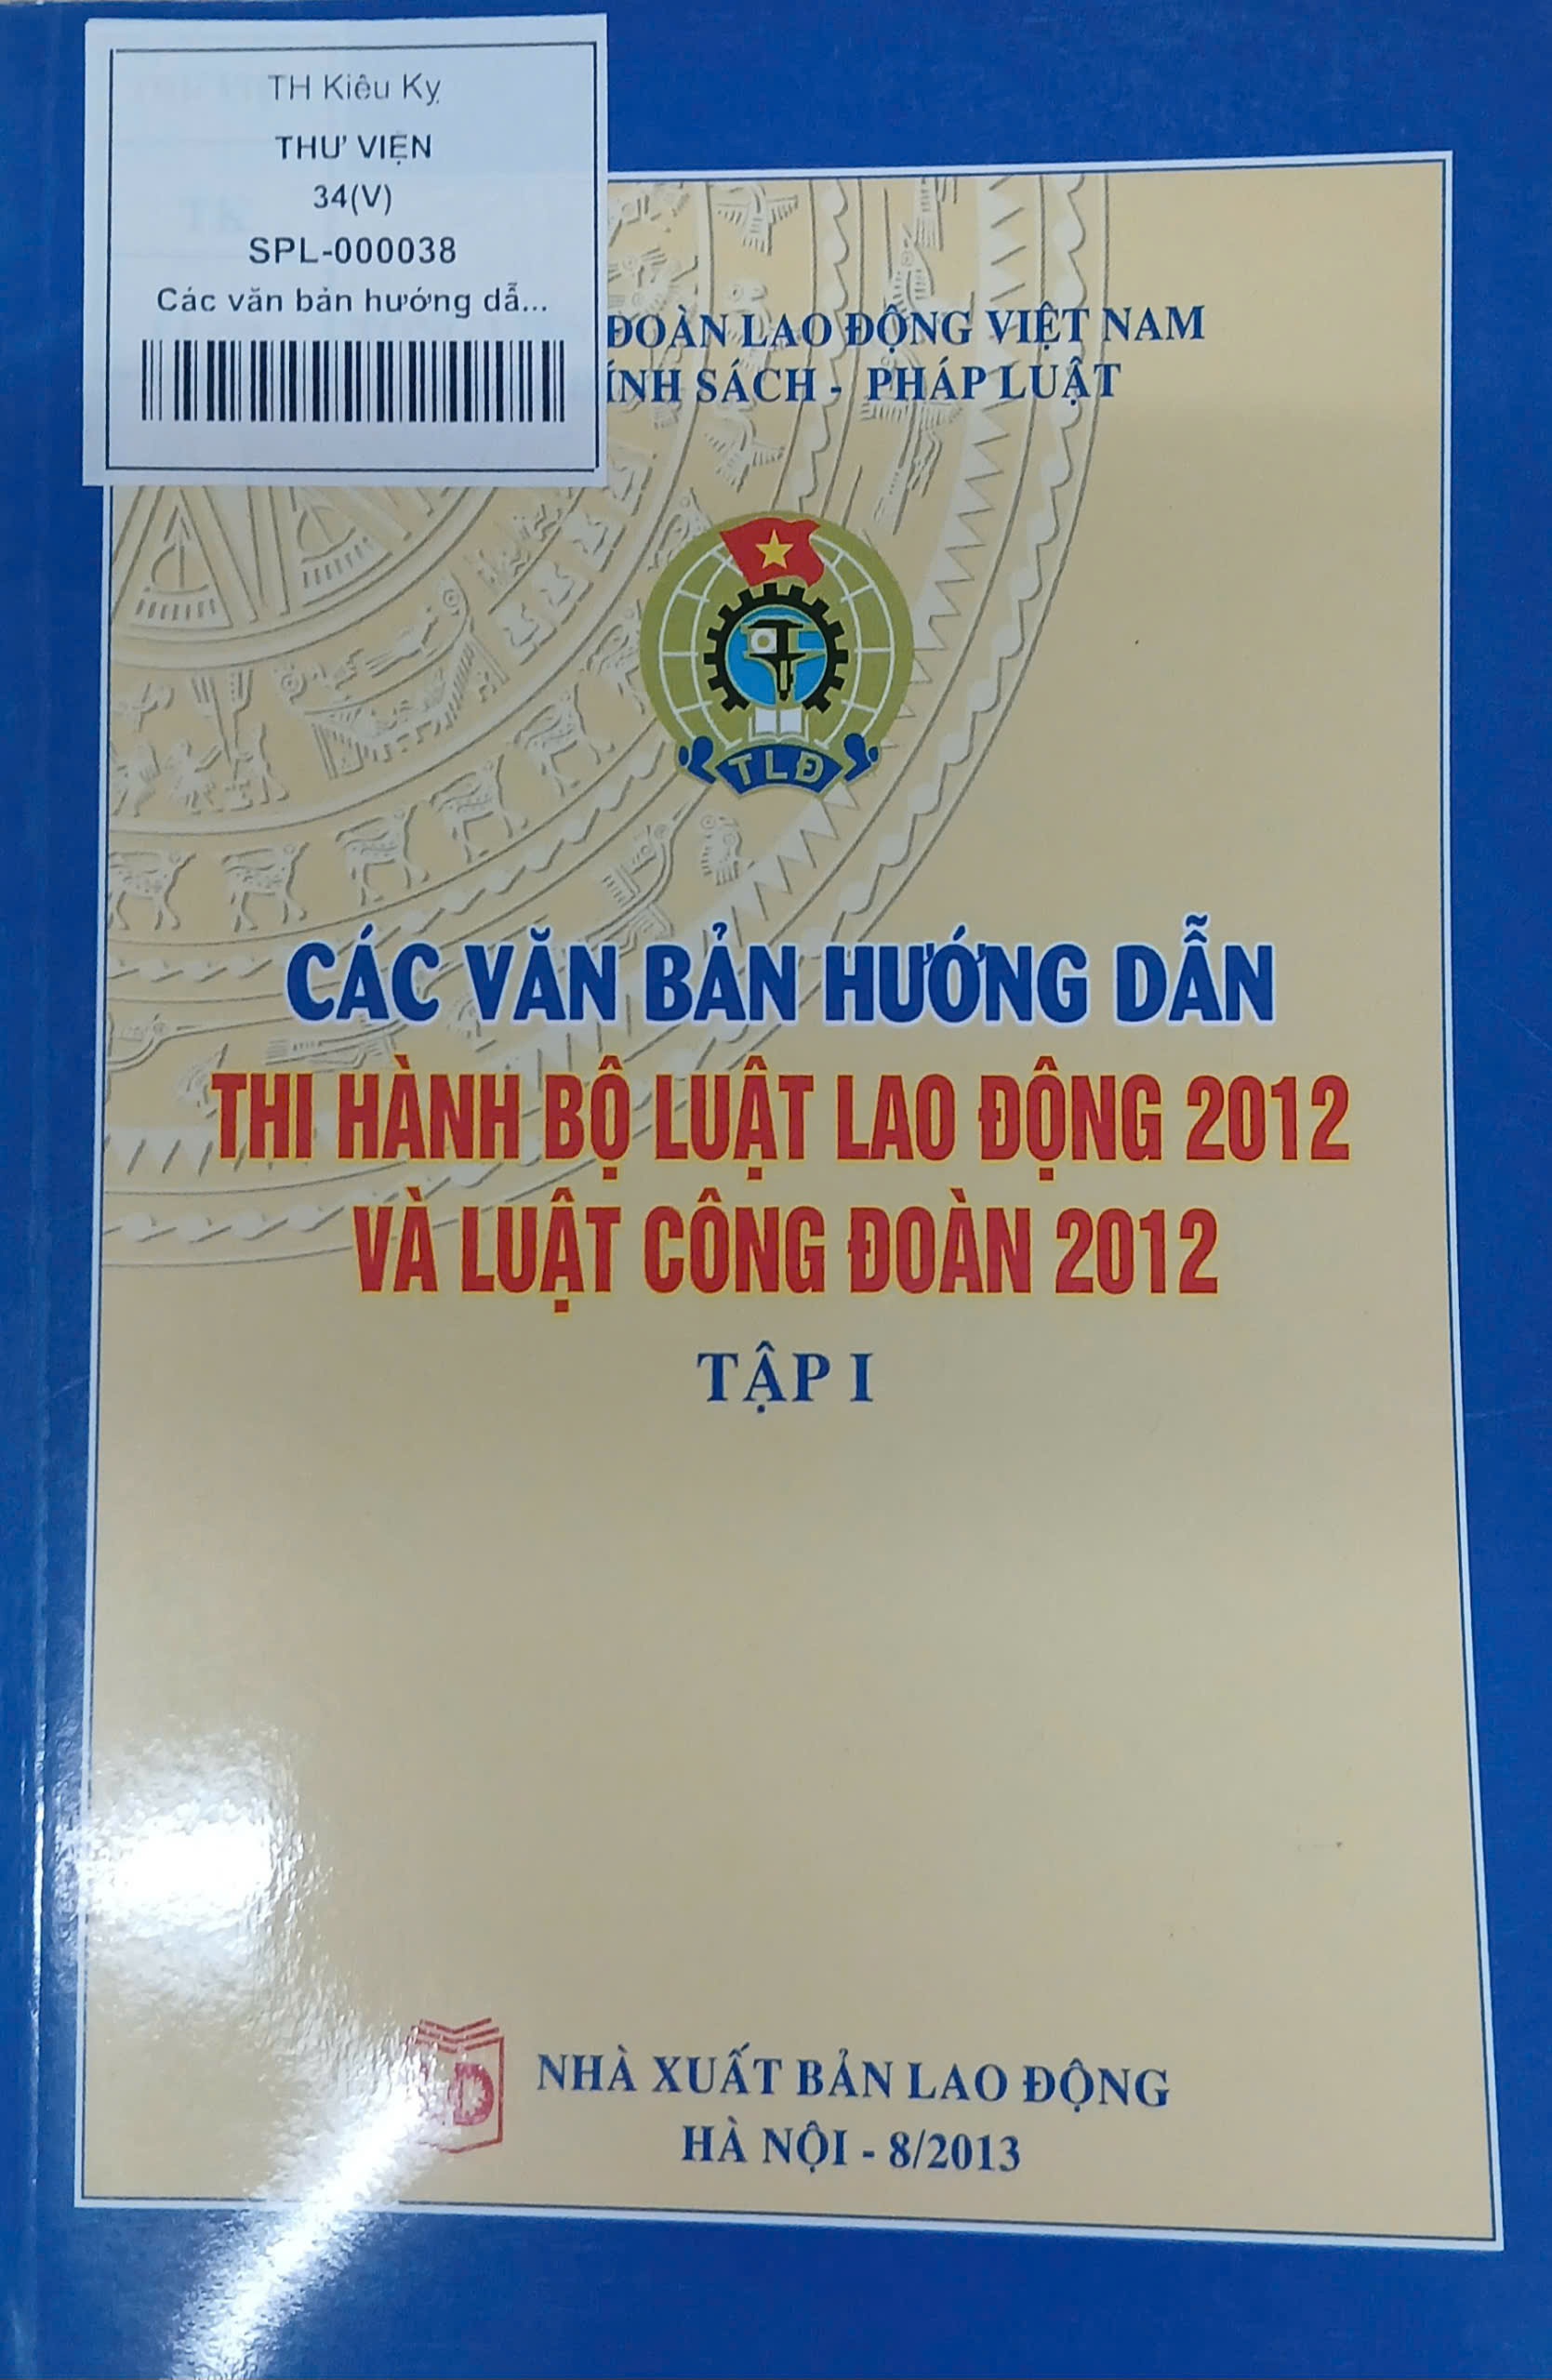 TH Kiêu Kỵ
THƯ VIỆN
34(V)
SPL-000038
Các văn bản hướng dẫ...
ĐOÀN LAO ĐỘNG VIỆT NAM
ÍNH SÁCH - PHÁP LUẬT
TLĐ
CÁC VĂN BẢN HƯỚNG DẪN
THI HÀNH BỘ LUẬT LAO ĐỘNG 2012
VÀ LUẬT CÔNG ĐOÀN 2012
TẬP I
NHÀ XUẤT BẢN LAO ĐỘNG
HÀ NỘI - 8/2013